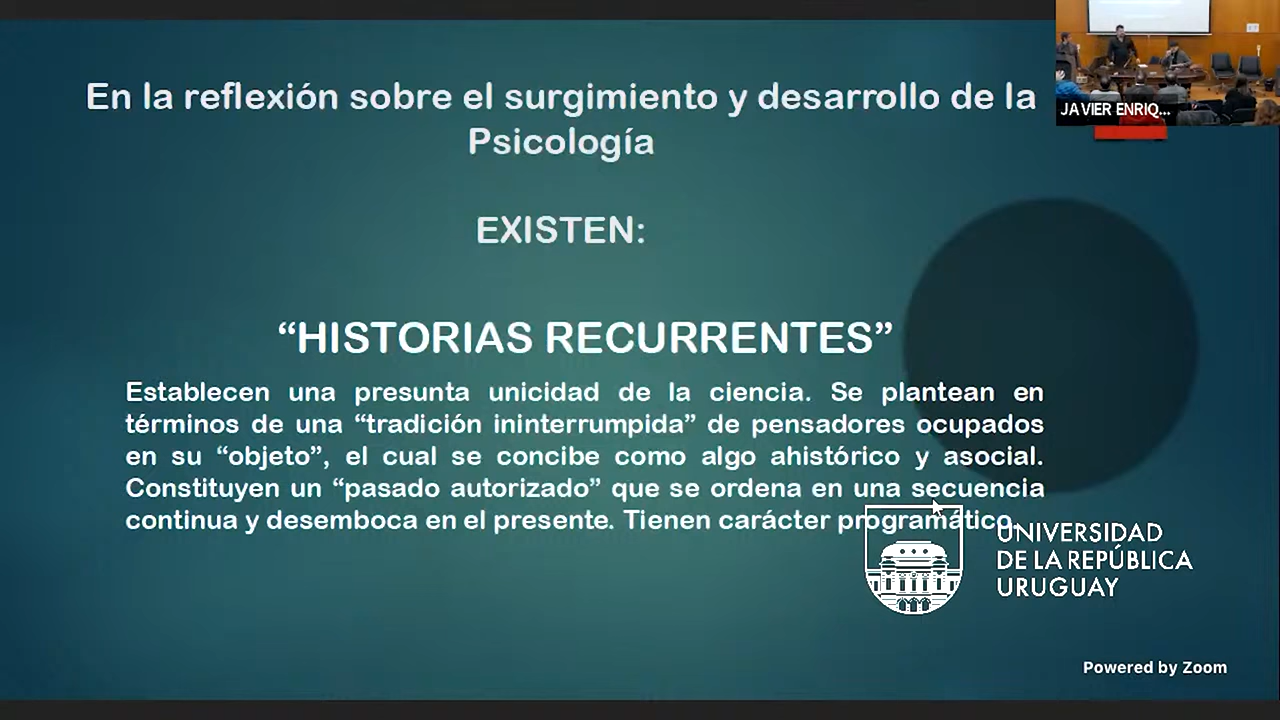 En la reflexión sobre el surgimiento y desarrollo de la
Psicología
EXISTEN:
“HISTORIAS RECURRENTES”
Establecen una presunta unicidad de la ciencia. Se plantean en
términos de una “tradición ininterrumpida” de pensadores ocupados
en su “objeto”, el cual se concibe como algo ahistórico y asocial.
Constituyen un “pasado autorizado” que se ordena en una secuencia
continua y desemboca en el presente. Tienen carácter programático.
JAVIER ENRIQ...
UNIVERSIDAD
DE LA REPÚBLICA
URUGUAY
Powered by Zoom